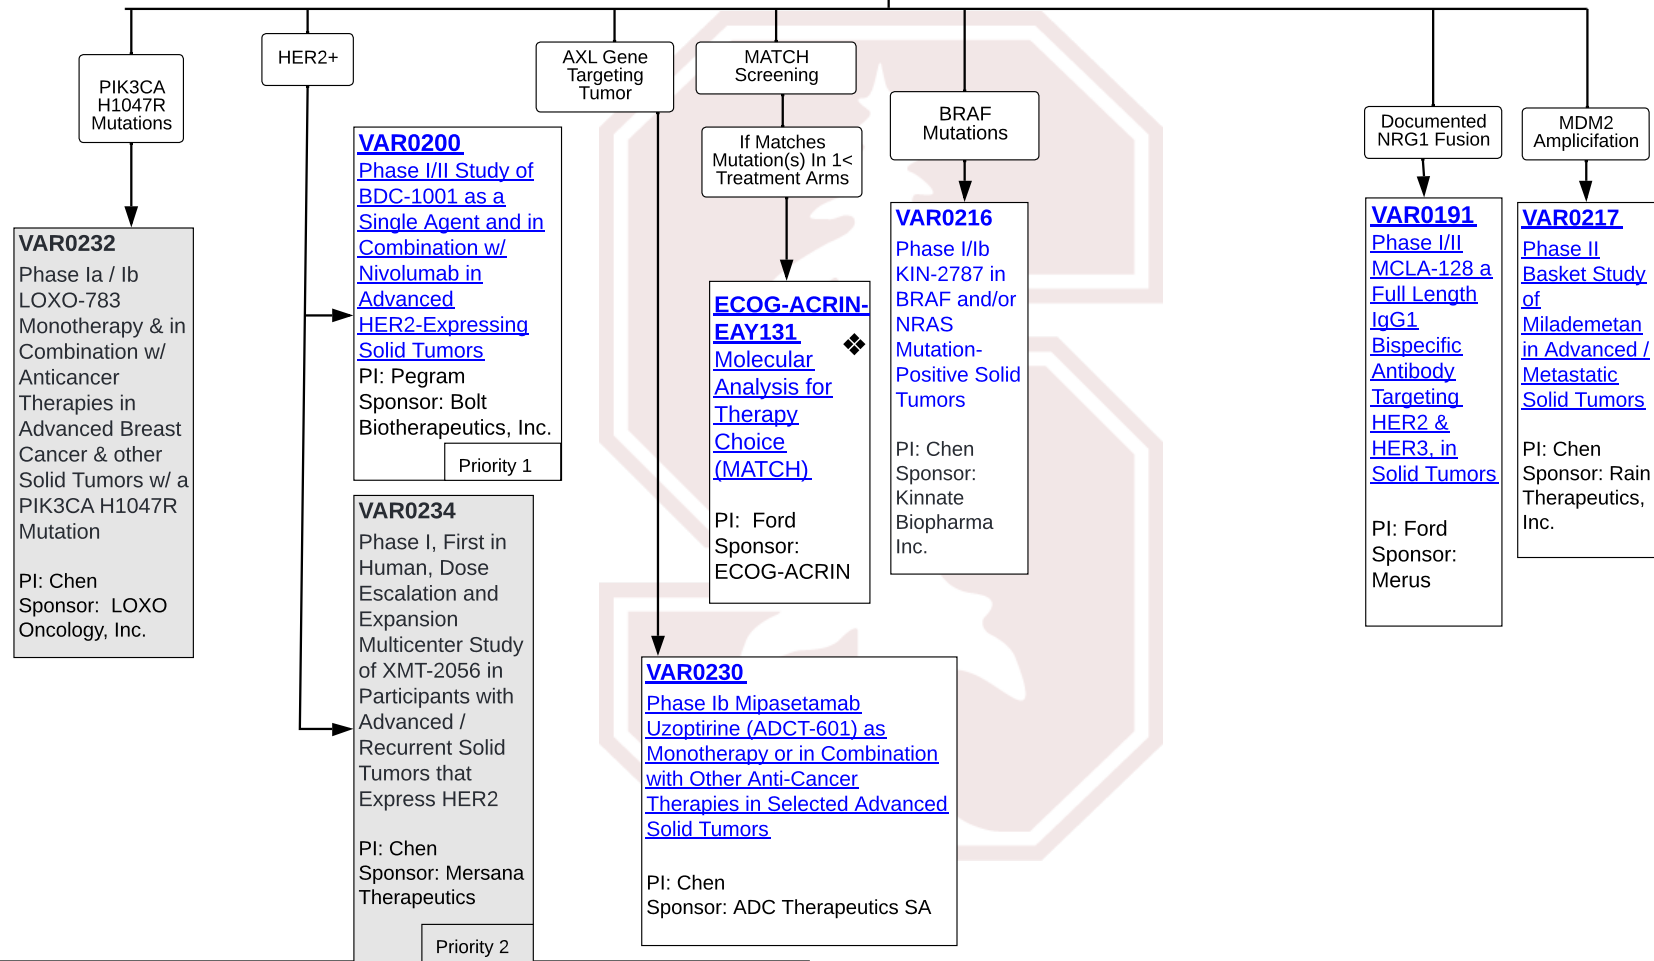 PIK3CA
H1047R
Mutations
VAR0232
Phase Ia / Ib
LOXO-783
Monotherapy & in
Combination w/
Anticancer
Therapies in
Advanced Breast
Cancer & other
Solid Tumors w/ a
PIK3CA H1047R
Mutation
PI: Chen
Sponsor: LOXO
Oncology, Inc.
HER2+
VAR0200
Phase I/II Study of
BDC-1001 as a
Single Agent and in
Combination w/
Nivolumab in
Advanced
HER2-Expressing
Solid Tumors
PI: Pegram
Sponsor: Bolt
Biotherapeutics, Inc.
Priority 1
VAR0234
Phase I, First in
Human, Dose
Escalation and
Expansion
Multicenter Study
of XMT-2056 in
Participants with
Advanced /
Recurrent Solid
Tumors that
Express HER2
PI: Chen
Sponsor: Mersana
Therapeutics
Priority 2
AXL Gene
Targeting
Tumor
VAR0230
Phase Ib Mipasetamab
Uzoptirine (ADCT-601) as
Monotherapy or in Combination
with Other Anti-Cancer
Therapies in Selected Advanced
Solid Tumors
PI: Chen
Sponsor: ADC Therapeutics SA
MATCH
Screening
If Matches
Mutation(s) In 1<
Treatment Arms
ECOG-ACRIN-
EAY131
Molecular
Analysis for
Therapy
Choice
(MATCH)
PI: Ford
Sponsor:
ECOG-ACRIN
BRAF
Mutations
VAR0216
Phase I/Ib
KIN-2787 in
BRAF and/or
NRAS
Mutation-
Positive Solid
Tumors
PI: Chen
Sponsor:
Kinnate
Biopharma
Inc.
Documented
NRG1 Fusion
VAR0191
Phase I/II
MCLA-128 a
Full Length
IgG1
Bispecific
Antibody
Targeting
HER2 &
HER3, in
Solid Tumors
PI: Ford
Sponsor:
Merus
MDM2
Amplicifation
VAR0217
Phase II
Basket Study
of
Milademetan
in Advanced /
Metastatic
Solid Tumors
PI: Chen
Sponsor: Rain
Therapeutics,
Inc.